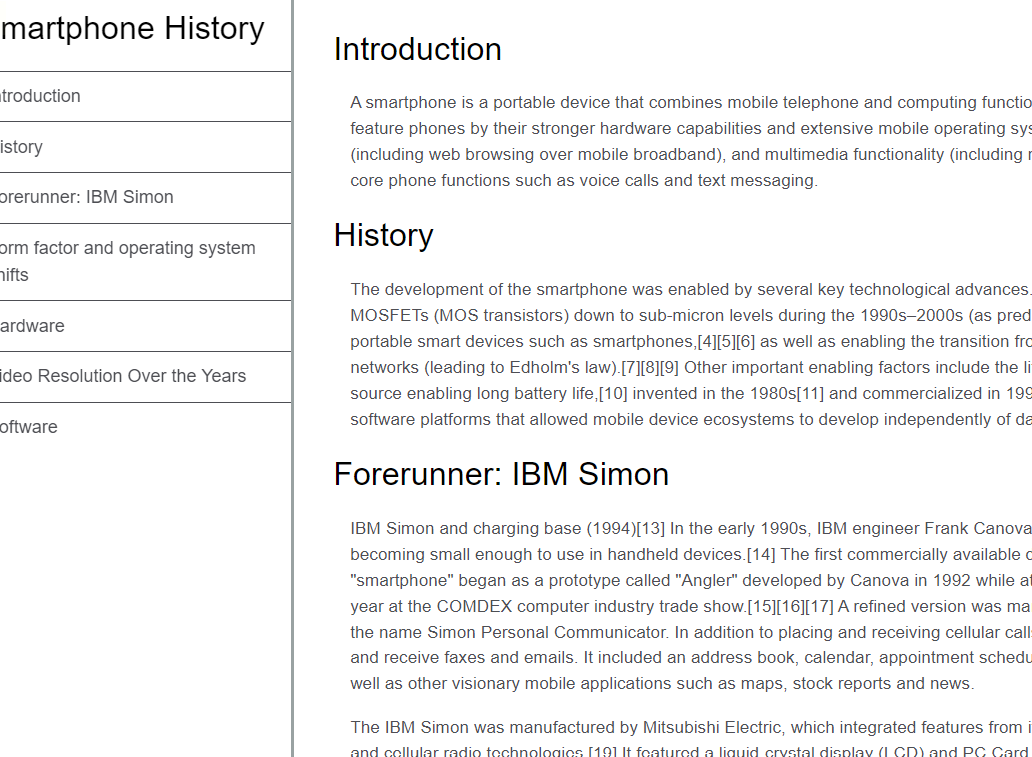 martphone History
ntroduction
istory
orerunner: IBM Simon
orm factor and operating system
hifts
ardware
ideo Resolution Over the Years
oftware
Introduction
A smartphone is a portable device that combines mobile telephone and computing functio
feature phones by their stronger hardware capabilities and extensive mobile operating sys
(including web browsing over mobile broadband), and multimedia functionality (including
core phone functions such as voice calls and text messaging.
History
The development of the smartphone was enabled by several key technological advances.
MOSFETs (MOS transistors) down to sub-micron levels during the 1990s–2000s (as pred
portable smart devices such as smartphones,[4][5][6] as well as enabling the transition fro
networks (leading to Edholm's law).[7][8][9] Other important enabling factors include the li
source enabling long battery life,[10] invented in the 1980s[11] and commercialized in 199
software platforms that allowed mobile device ecosystems to develop independently of da
Forerunner: IBM Simon
IBM Simon and charging base (1994)[13] In the early 1990s, IBM engineer Frank Canova
becoming small enough to use in handheld devices.[14] The first commercially available
"smartphone" began as a prototype called "Angler" developed by Canova in 1992 while at
year at the COMDEX computer industry trade show.[15][16][17] A refined version was ma
the name Simon Personal Communicator. In addition to placing and receiving cellular call
and receive faxes and emails. It included an address book, calendar, appointment schedu
well as other visionary mobile applications such as maps, stock reports and news.
The IBM Simon was manufactured by Mitsubishi Electric, which integrated features from i
and cellular radio technologies.[19] It featured a liquid crystal display (LCD) and PC Card